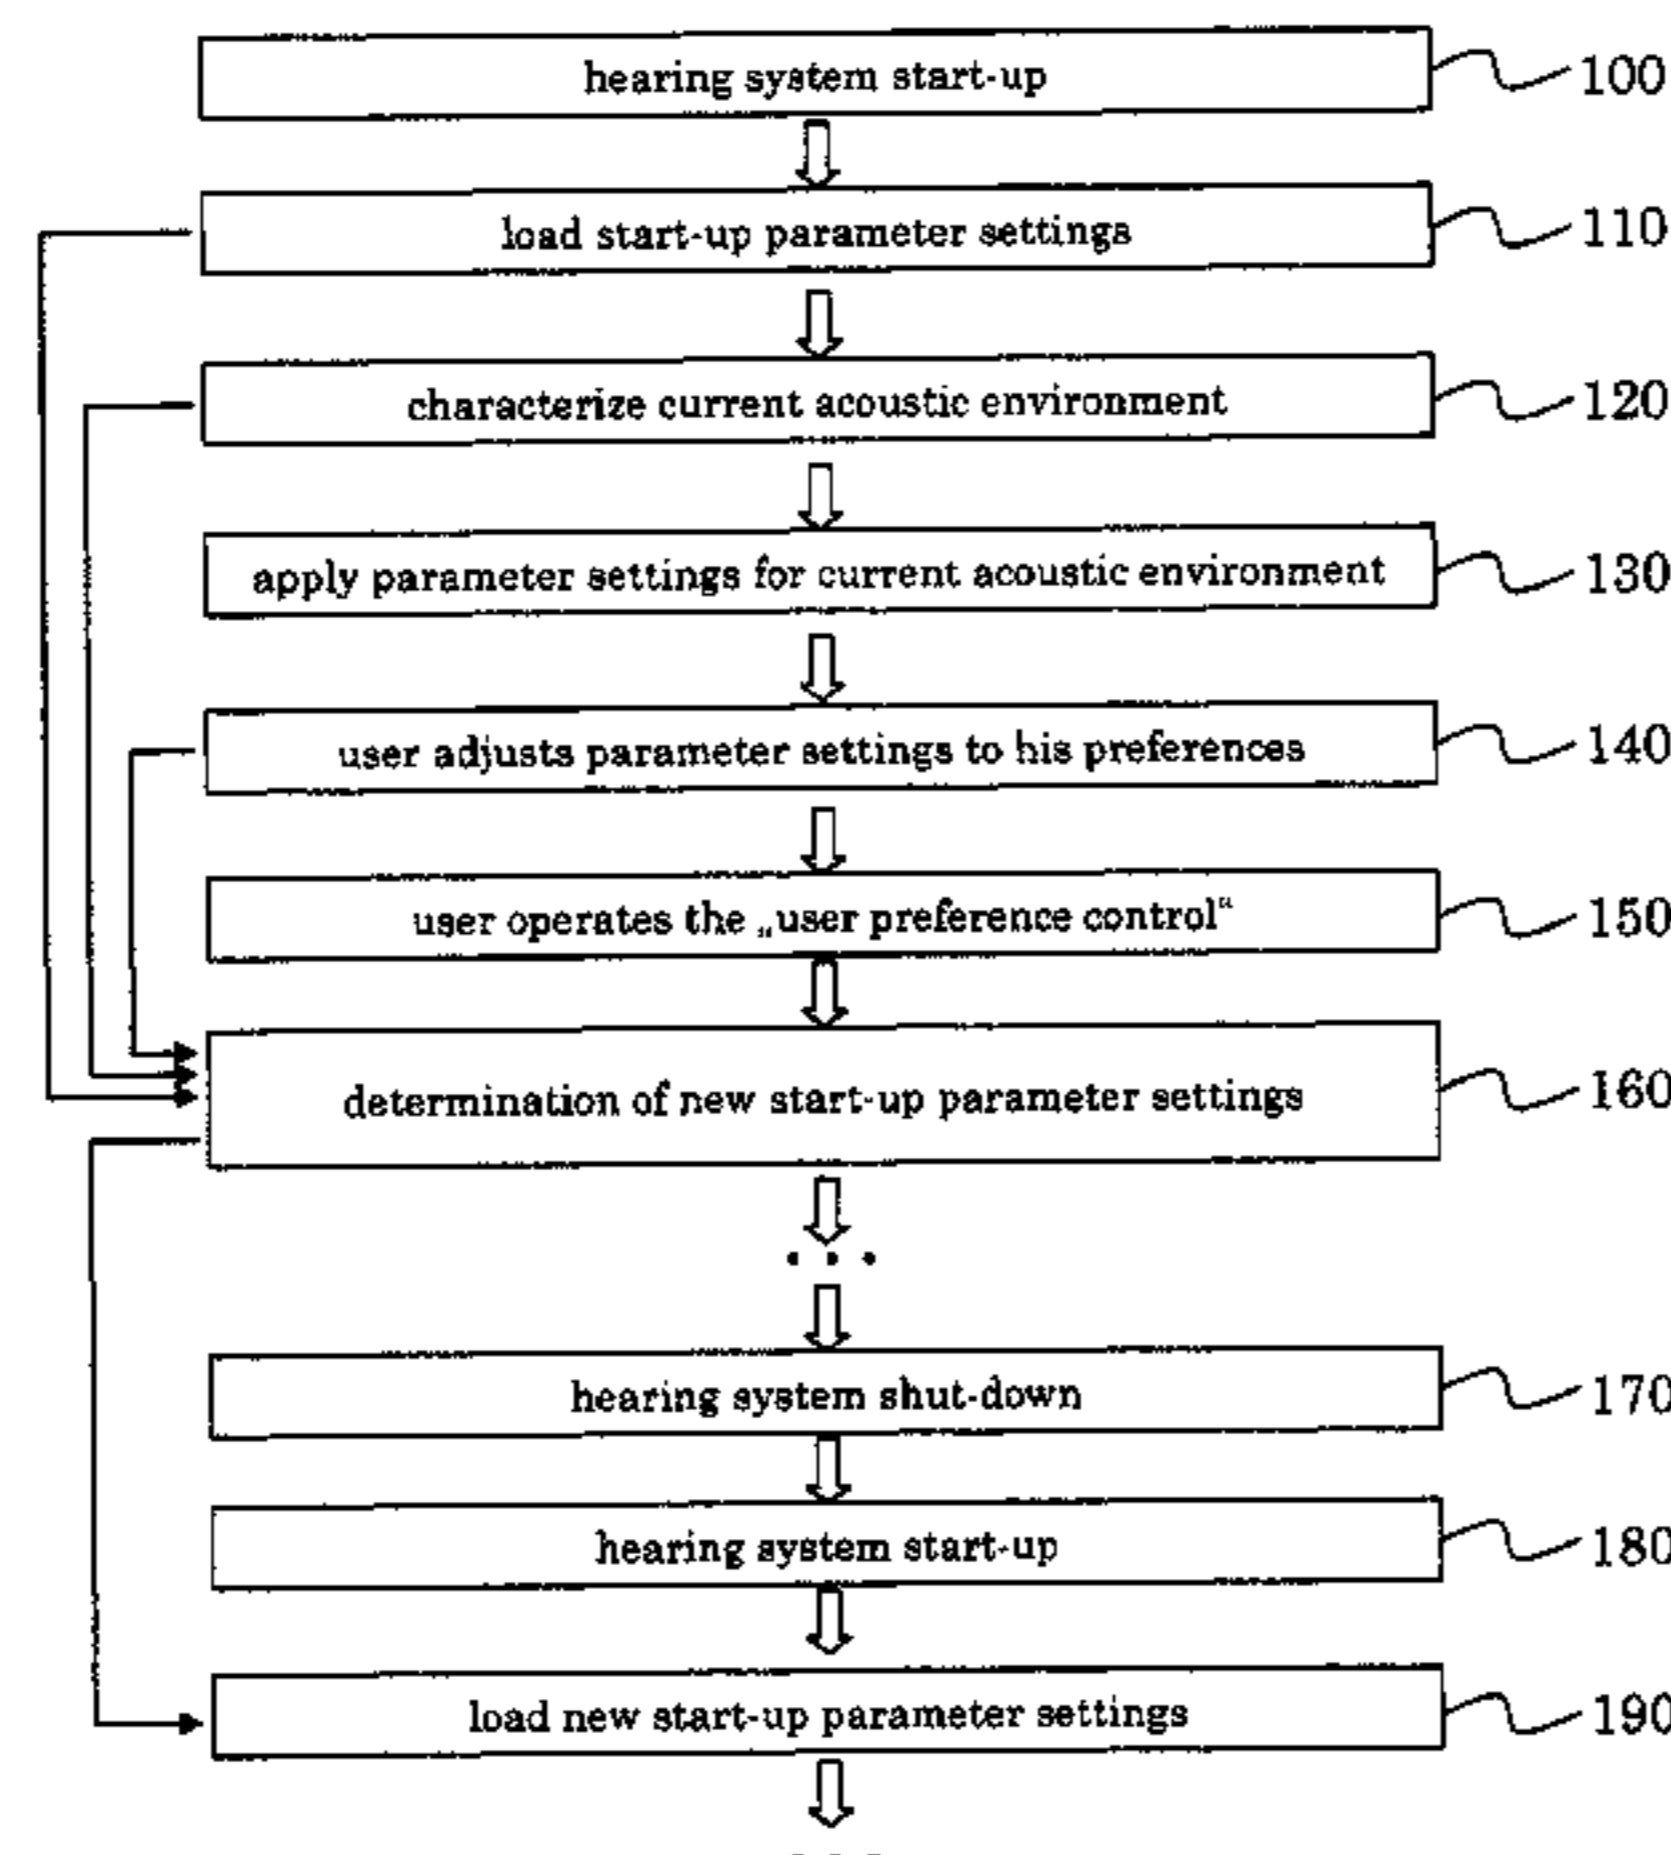 hearing system start-up 100
load start-up parameter settings 110
characterize current acoustic environment 120
apply parameter settings for current acoustic environment 130
user adjusts parameter settings to his preferences 140
user operates the „user preference control“ 150
determination of new start-up parameter settings 160
. . .
hearing system shut-down 170
hearing system start-up 180
load new start-up parameter settings 190